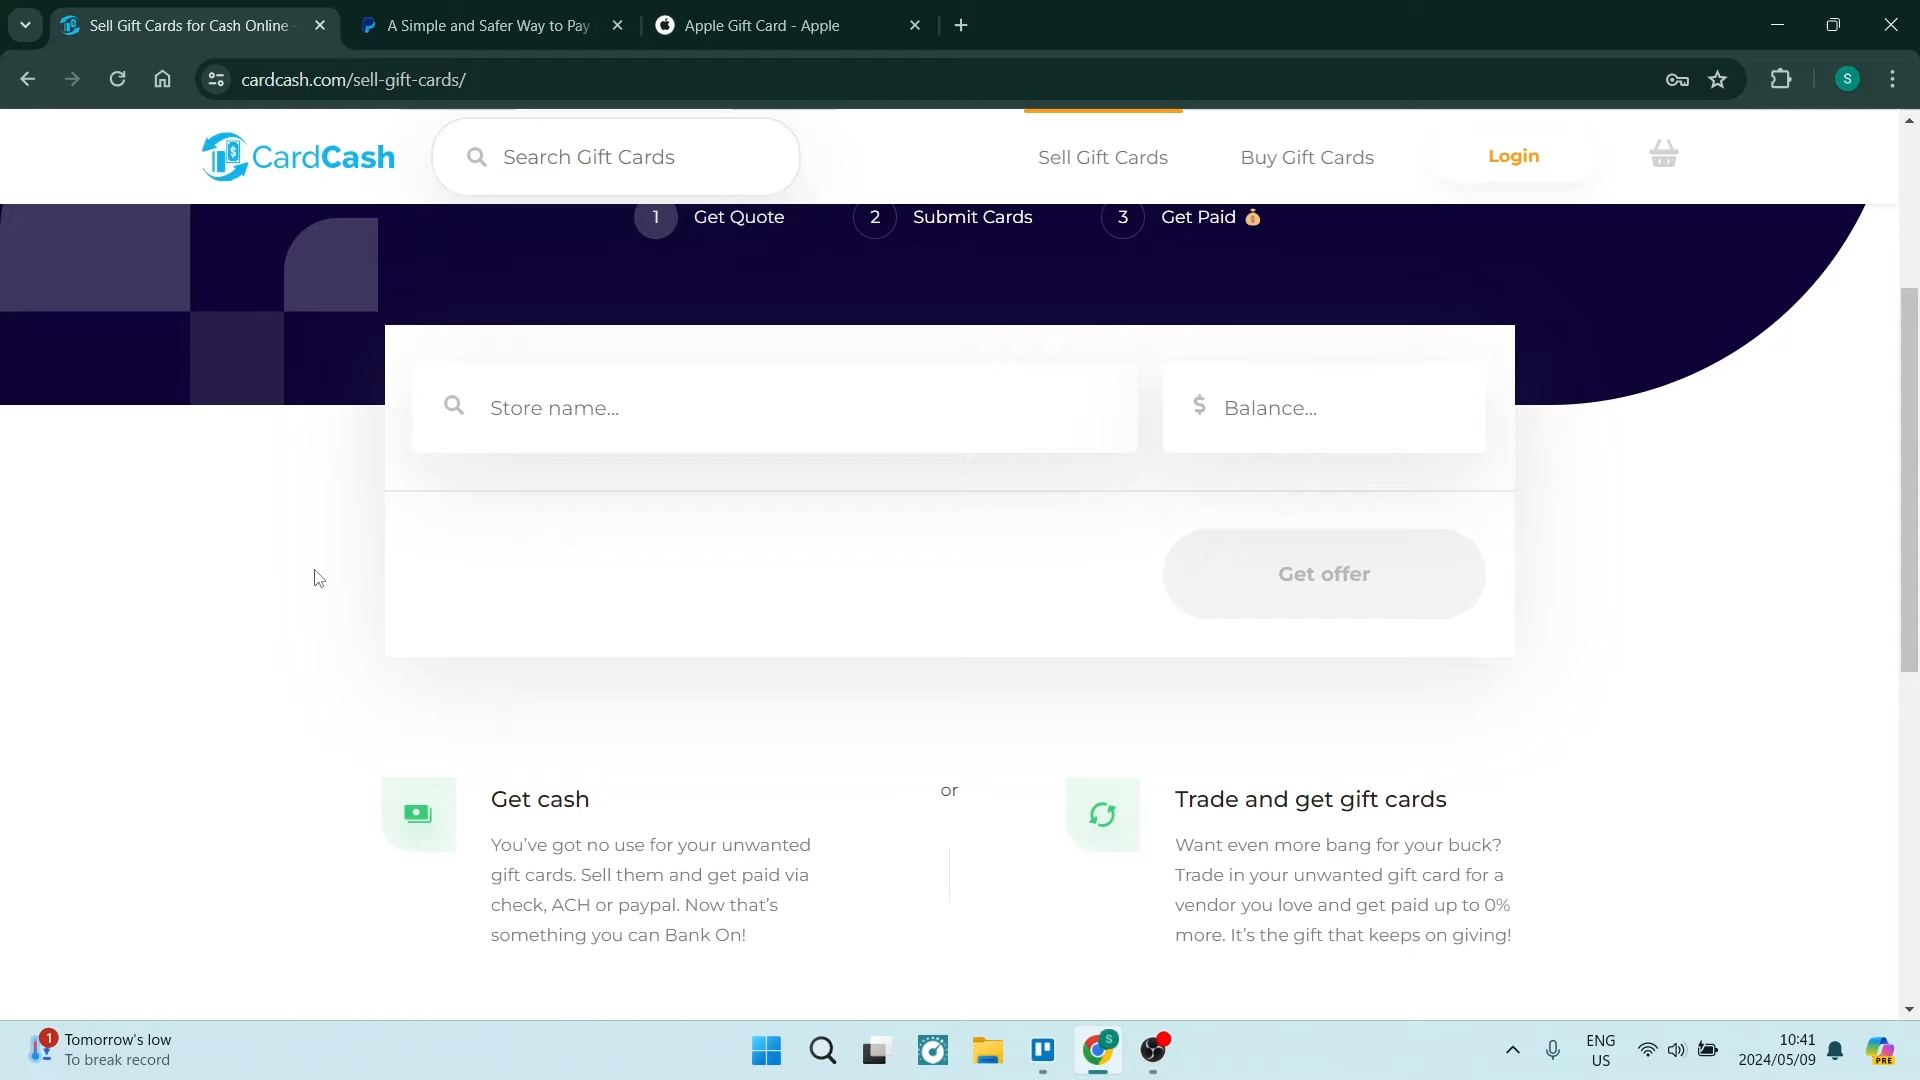 Sell Gift Cards for Cash Online -
A Simple and Safer Way to Pay
Apple Gift Card - Apple
cardcash.com/sell-gift-cards/
S
CardCash
Search Gift Cards
Sell Gift Cards
Buy Gift Cards
Login
1 Get Quote
2 Submit Cards
3 Get Paid
Store name...
$ Balance...
Get offer
Get cash
You've got no use for your unwanted
gift cards. Sell them and get paid via
check, ACH or paypal. Now that's
something you can Bank On!
or
Trade and get gift cards
Want even more bang for your buck?
Trade in your unwanted gift card for a
vendor you love and get paid up to 0%
more. It's the gift that keeps on giving!
1
Tomorrow's low
To break record
S
ENG
US
10:41
2024/05/09
PRE